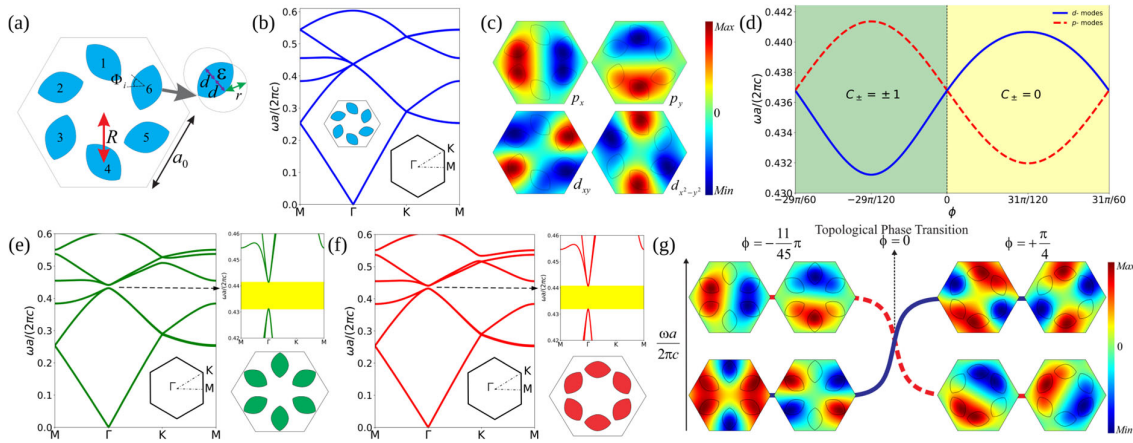 (a)
1
2
3
4
5
6
Φi
R
a0
ε
d
d
r
(b)
ωa/(2πc)
0.6
0.5
0.4
0.3
0.2
0.1
0.0
M
Γ
K
M
Γ
K
M
(c)
px
py
dxy
dx²−y²
Max
0
Min
(d)
ωa/(2πc)
0.442
0.440
0.438
0.436
0.434
0.432
0.430
d- modes
p- modes
C± = ±1
C± = 0
−29π/60
−29π/120
0
31π/120
31π/60
ϕ
(e)
ωa/(2πc)
0.6
0.5
0.4
0.3
0.2
0.1
0.0
M
Γ
K
M
Γ
K
M
ωa/(2πc)
0.46
0.45
0.44
0.43
0.42
M
Γ
K
M
(f)
ωa/(2πc)
0.6
0.5
0.4
0.3
0.2
0.1
0.0
M
Γ
K
M
Γ
K
M
ωa/(2πc)
0.46
0.45
0.44
0.43
0.42
M
Γ
K
M
(g)
Topological Phase Transition
ϕ = −11/45π
ϕ = 0
ϕ = +π/4
ωa/2πc
Max
0
Min